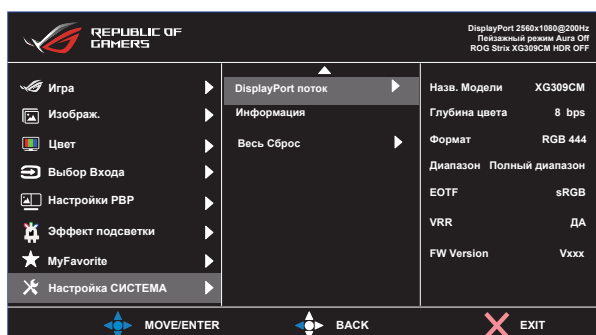 REPUBLIC OF
GAMERS
DisplayPort 2560x1080@200Hz
Пейзажный режим Aura Off
ROG Strix XG309CM HDR OFF
Игра
Изображ.
Цвет
Выбор Входа
Настройки PBP
Эффект подсветки
MyFavorite
Настройка СИСТЕМА
DisplayPort поток
Информация
Весь Сброс
Назв. Модели XG309CM
Глубина цвета 8 bps
Формат RGB 444
Диапазон Полный диапазон
EOTF sRGB
VRR ДА
FW Version Vxxx
MOVE/ENTER BACK EXIT